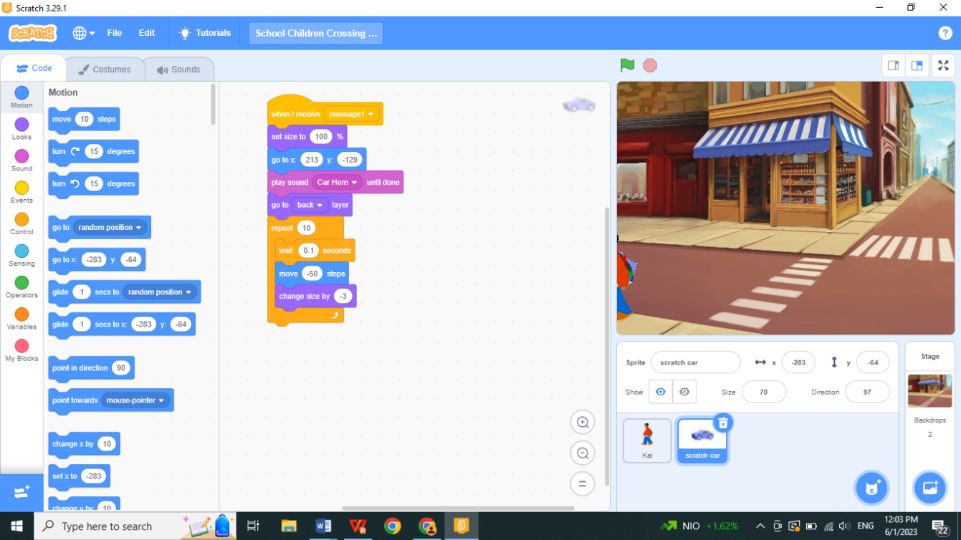 Scratch 3.29.1
SCRATCH File Edit Tutorials School Children Crossing ... ?
Code Costumes Sounds
Motion
Looks
Sound
Events
Control
Sensing
Operators
Variables
My Blocks
Motion
move 10 steps
turn 15 degrees
turn 15 degrees
go to random position
go to x: -283 y: -64
glide 1 secs to random position
glide 1 secs to x: -283 y: -64
point in direction 90
point towards mouse-pointer
change x by 10
set x to -283
change y by 10
when I receive message1
set size to 100 %
go to x: 213 y: -129
play sound Car Horn until done
go to back layer
repeat 10
wait 0.1 seconds
move -50 steps
change size by -3
Sprite scratch car x -283 y -64
Show Size 70 Direction 97
Kai
scratch car
Stage
Backdrops
2
Type here to search
NIO +1.62% ENG
12:03 PM
6/1/2023
22